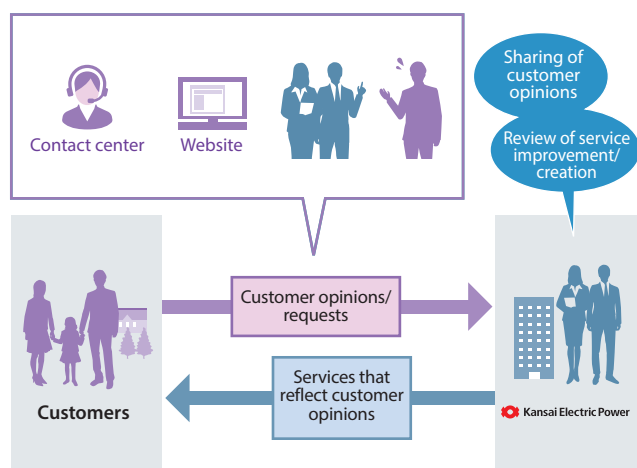 Contact center
Website
Sharing of
customer
opinions
Review of service
improvement/
creation
Customer opinions/
requests
Services that
reflect customer
opinions
Customers
Kansai Electric Power